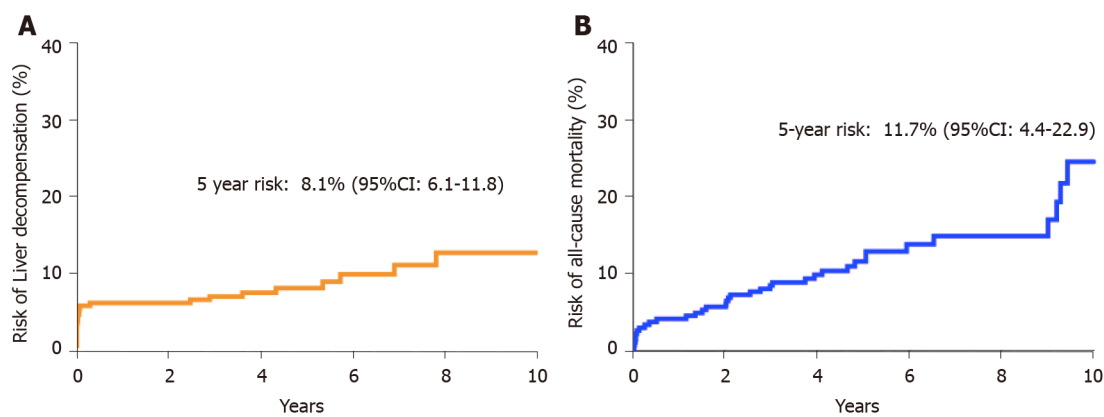 A
Risk of Liver decompensation (%)
40
30
20
10
0
5 year risk: 8.1% (95%CI: 6.1-11.8)
0 2 4 6 8 10
Years
B
Risk of all-cause mortality (%)
40
30
20
10
0
5-year risk: 11.7% (95%CI: 4.4-22.9)
0 2 4 6 8 10
Years